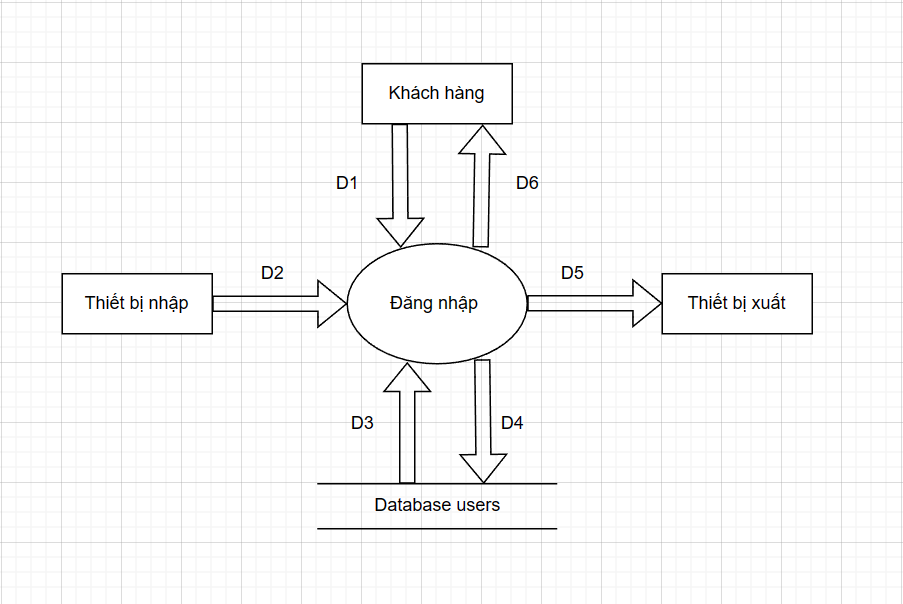 Khách hàng
D1
D6
D2
D5
Thiết bị nhập
Đăng nhập
Thiết bị xuất
D3
D4
Database users